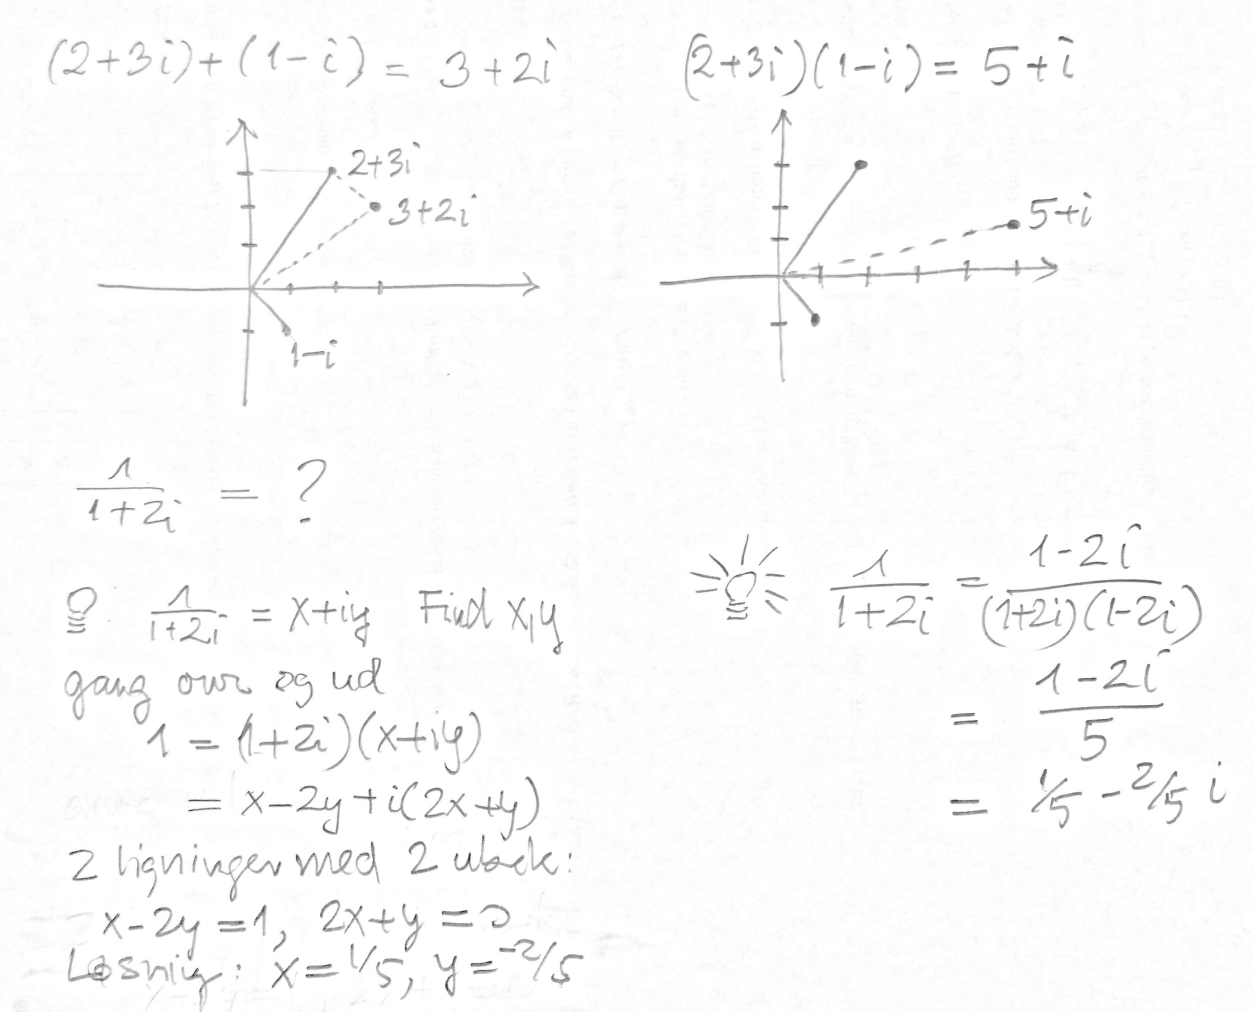 (2+3i)+(1-i) = 3+2i
2+3i
3+2i
1-i
(2+3i)(1-i) = 5+i
5+i
1/(1+2i) = ?
1/(1+2i) = x+iy Find x,y
gang over og ud
1 = (1+2i)(x+iy)
= x-2y+i(2x+y)
2 ligninger med 2 ubek:
x-2y=1, 2x+y=0
Løsning: x=1/5, y=-2/5
1/(1+2i) = (1-2i)/((1+2i)(1-2i))
= (1-2i)/5
= 1/5 - 2/5 i